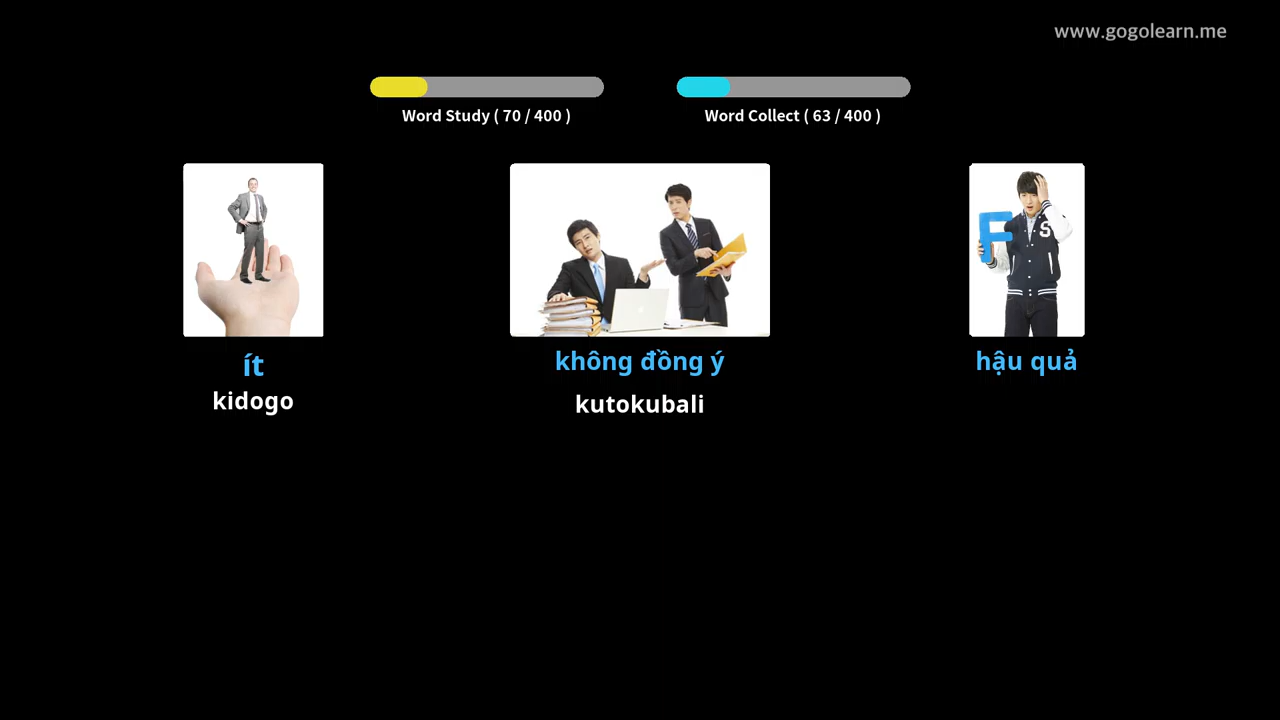 www.gogolearn.me
Word Study ( 70 / 400 )
Word Collect ( 63 / 400 )
F
S
ít
không đồng ý
hậu quả
kidogo
kutokubali